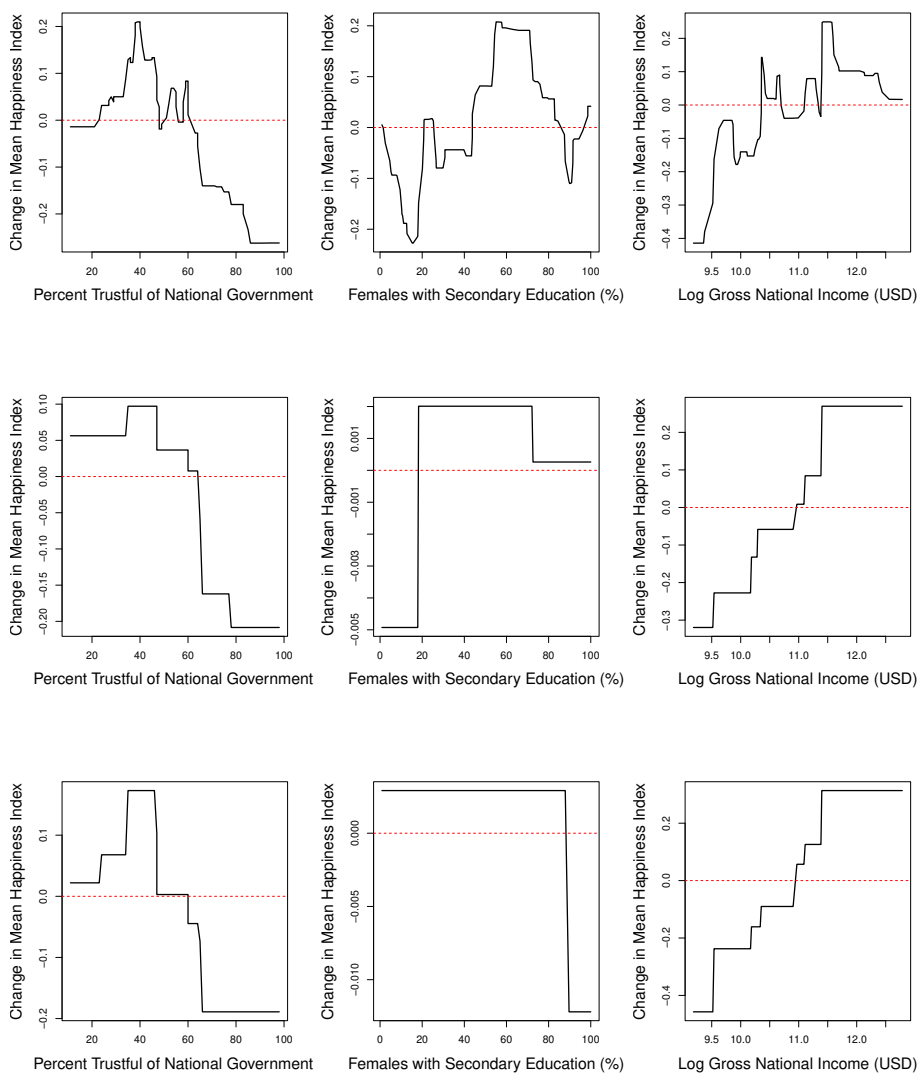 Change in Mean Happiness Index
0.2
0.1
0.0
−0.2
20 40 60 80 100
Percent Trustful of National Government
Change in Mean Happiness Index
0.2
0.1
0.0
−0.1
−0.2
0 20 40 60 80 100
Females with Secondary Education (%)
Change in Mean Happiness Index
0.2
0.1
0.0
−0.1
−0.2
−0.3
−0.4
9.5 10.0 11.0 12.0
Log Gross National Income (USD)
Change in Mean Happiness Index
0.10
0.05
0.00
−0.05
−0.10
−0.15
−0.20
20 40 60 80 100
Percent Trustful of National Government
Change in Mean Happiness Index
0.001
−0.001
−0.003
−0.005
0 20 40 60 80 100
Females with Secondary Education (%)
Change in Mean Happiness Index
0.2
0.1
0.0
−0.1
−0.2
−0.3
9.5 10.0 11.0 12.0
Log Gross National Income (USD)
Change in Mean Happiness Index
0.1
0.0
−0.1
−0.2
20 40 60 80 100
Percent Trustful of National Government
Change in Mean Happiness Index
0.000
−0.005
−0.010
0 20 40 60 80 100
Females with Secondary Education (%)
Change in Mean Happiness Index
0.2
0.0
−0.2
−0.4
9.5 10.0 11.0 12.0
Log Gross National Income (USD)